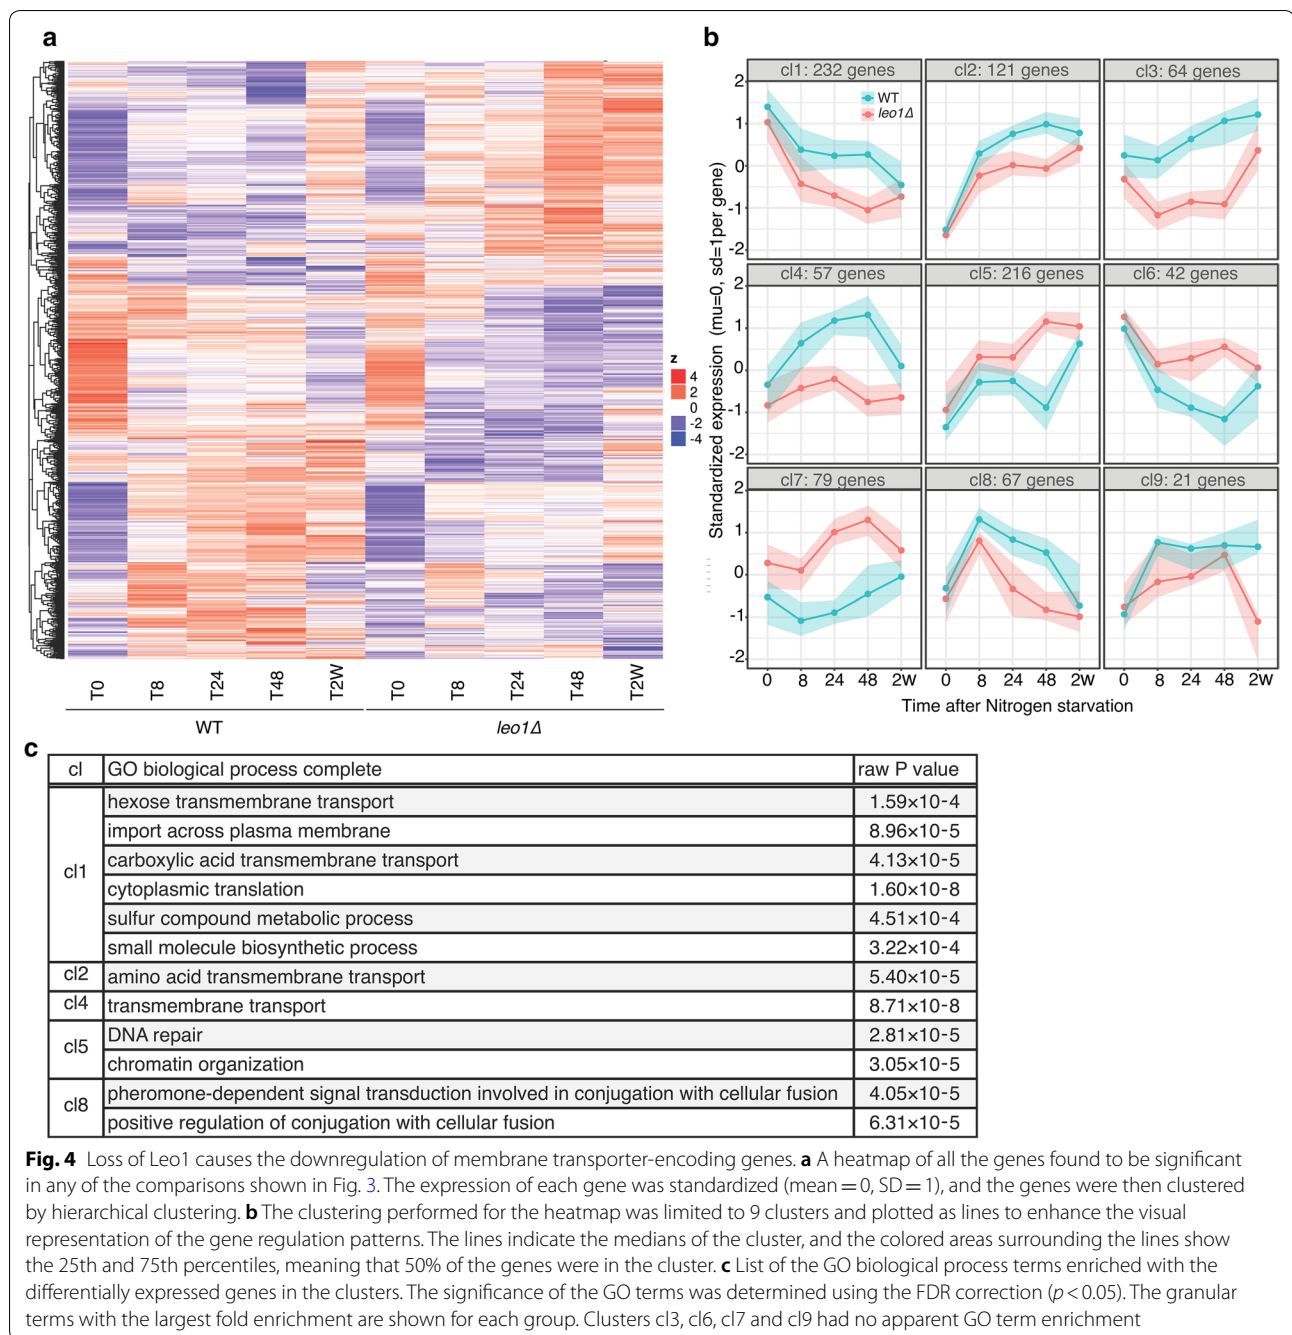 a
T0
T8
T24
T48
T2W
T0
T8
T24
T48
T2W
WT
leo1Δ
z
4
2
0
-2
-4
b
cl1: 232 genes
cl2: 121 genes
cl3: 64 genes
WT
leo1Δ
2
1
0
-1
-2
cl4: 57 genes
cl5: 216 genes
cl6: 42 genes
2
1
0
-1
-2
cl7: 79 genes
cl8: 67 genes
cl9: 21 genes
2
1
0
-1
-2
Standardized expression (mu=0, sd=1per gene)
0 8 24 48 2W 0 8 24 48 2W 0 8 24 48 2W
Time after Nitrogen starvation
c
cl GO biological process complete raw P value
cl1
hexose transmembrane transport 1.59×10-4
import across plasma membrane 8.96×10-5
carboxylic acid transmembrane transport 4.13×10-5
cytoplasmic translation 1.60×10-8
sulfur compound metabolic process 4.51×10-4
small molecule biosynthetic process 3.22×10-4
cl2 amino acid transmembrane transport 5.40×10-5
cl4 transmembrane transport 8.71×10-8
cl5
DNA repair 2.81×10-5
chromatin organization 3.05×10-5
cl8
pheromone-dependent signal transduction involved in conjugation with cellular fusion 4.05×10-5
positive regulation of conjugation with cellular fusion 6.31×10-5
Fig. 4 Loss of Leo1 causes the downregulation of membrane transporter-encoding genes. a A heatmap of all the genes found to be significant
in any of the comparisons shown in Fig. 3. The expression of each gene was standardized (mean = 0, SD = 1), and the genes were then clustered
by hierarchical clustering. b The clustering performed for the heatmap was limited to 9 clusters and plotted as lines to enhance the visual
representation of the gene regulation patterns. The lines indicate the medians of the cluster, and the colored areas surrounding the lines show
the 25th and 75th percentiles, meaning that 50% of the genes were in the cluster. c List of the GO biological process terms enriched with the
differentially expressed genes in the clusters. The significance of the GO terms was determined using the FDR correction (p < 0.05). The granular
terms with the largest fold enrichment are shown for each group. Clusters cl3, cl6, cl7 and cl9 had no apparent GO term enrichment